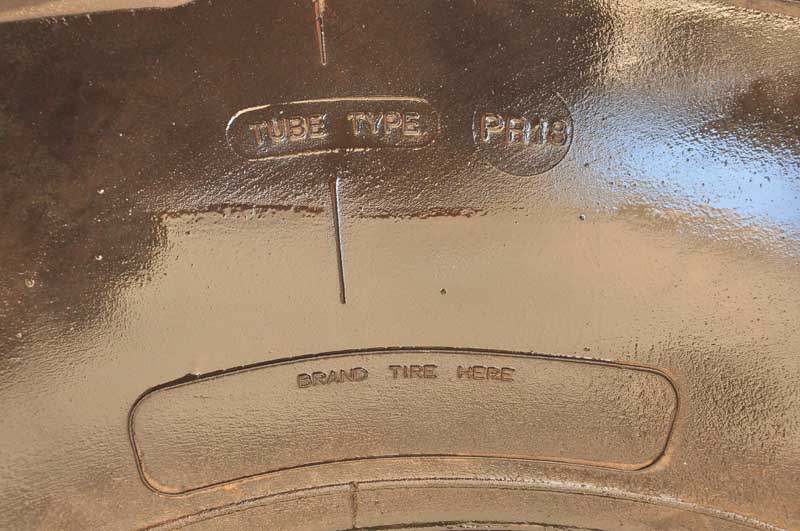 TUBE TYPE
PR18
BRAND TIRE HERE